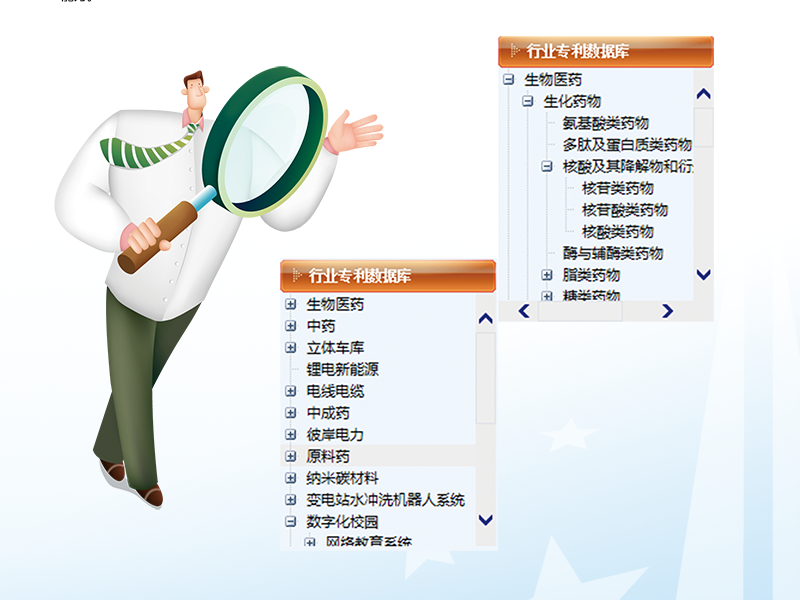 行业专利数据库
生物医药
生化药物
氨基酸类药物
多肽及蛋白质类药物
核酸及其降解物和衍
核苷类药物
核苷酸类药物
核酸类药物
酶与辅酶类药物
脂类药物
糖类药物
行业专利数据库
生物医药
中药
立体车库
锂电新能源
电线电缆
中成药
彼岸电力
原料药
纳米碳材料
变电站水冲洗机器人系统
数字化校园
网络教育系统